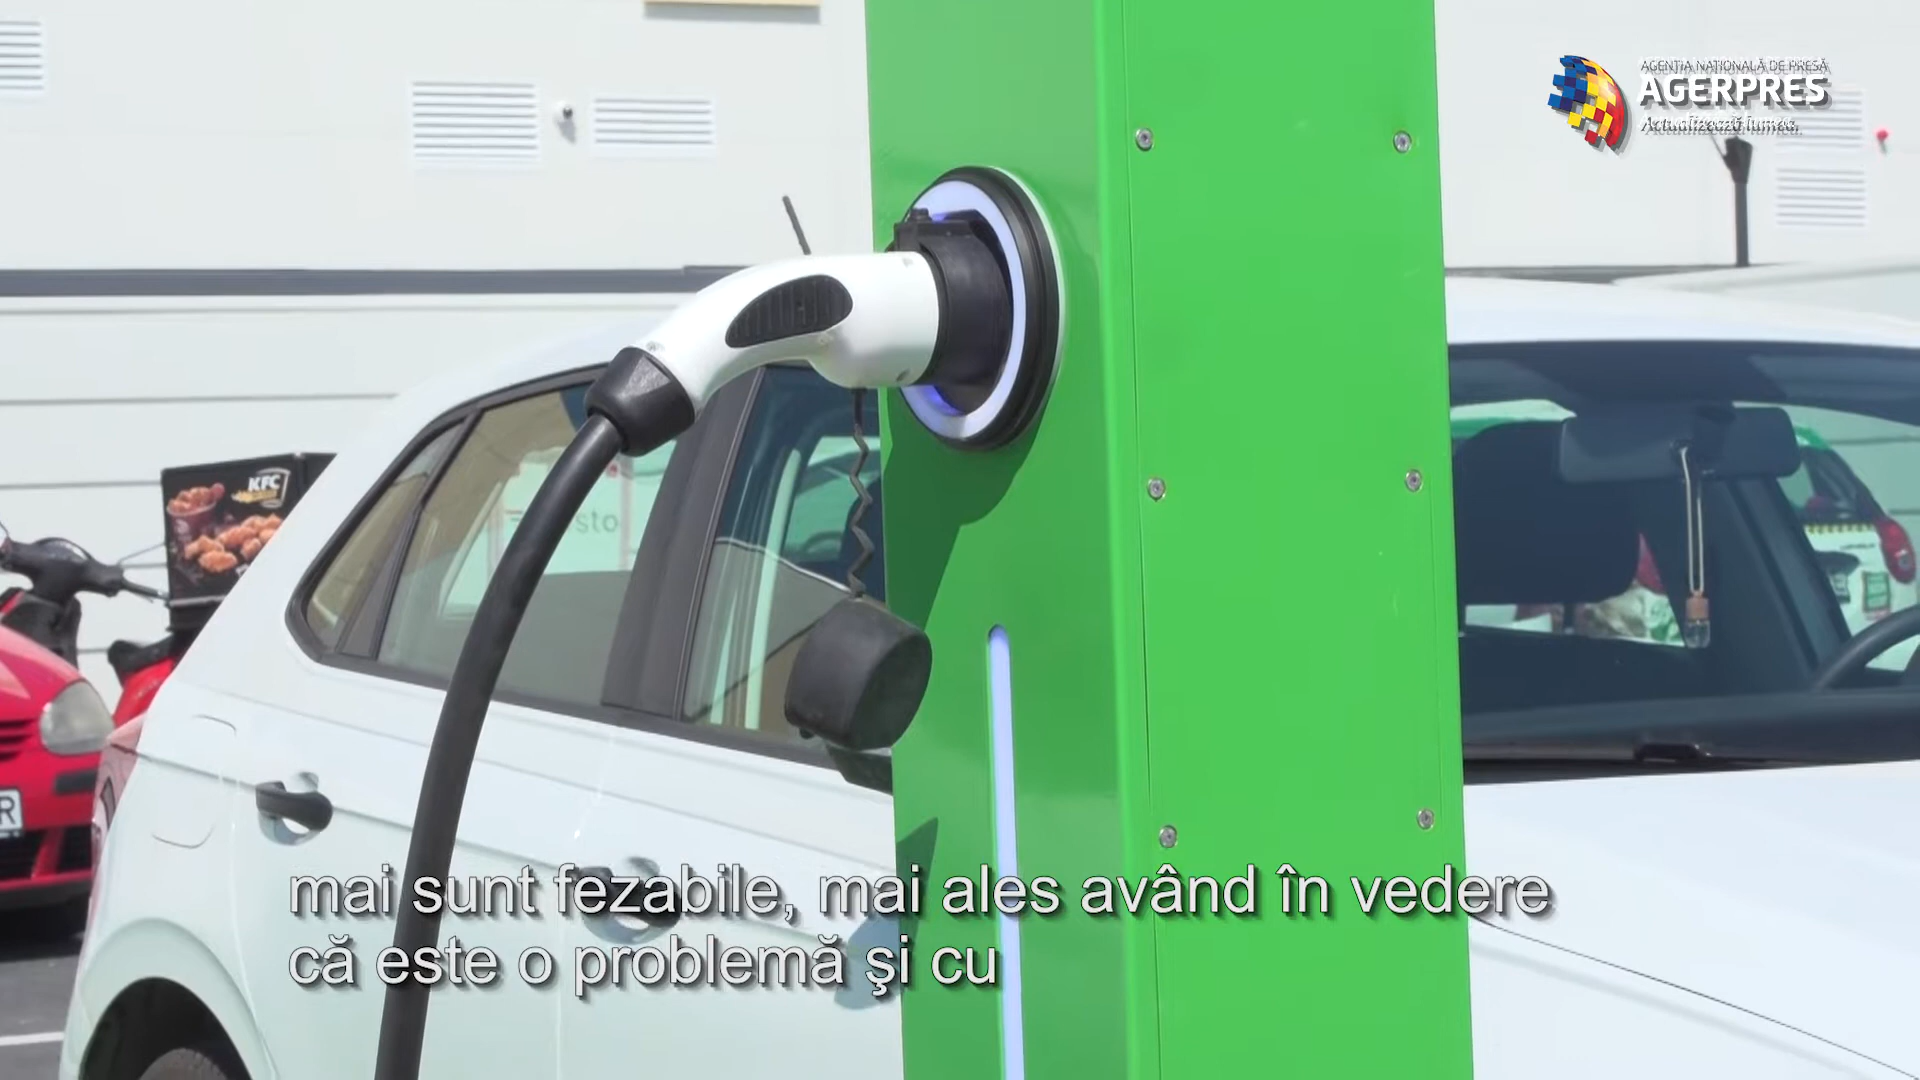 AGENȚIA NAȚIONALĂ DE PRESĂ
AGERPRES
Actualizează lumea.
KFC
sto
R
mai sunt fezabile, mai ales având în vedere
că este o problemă şi cu